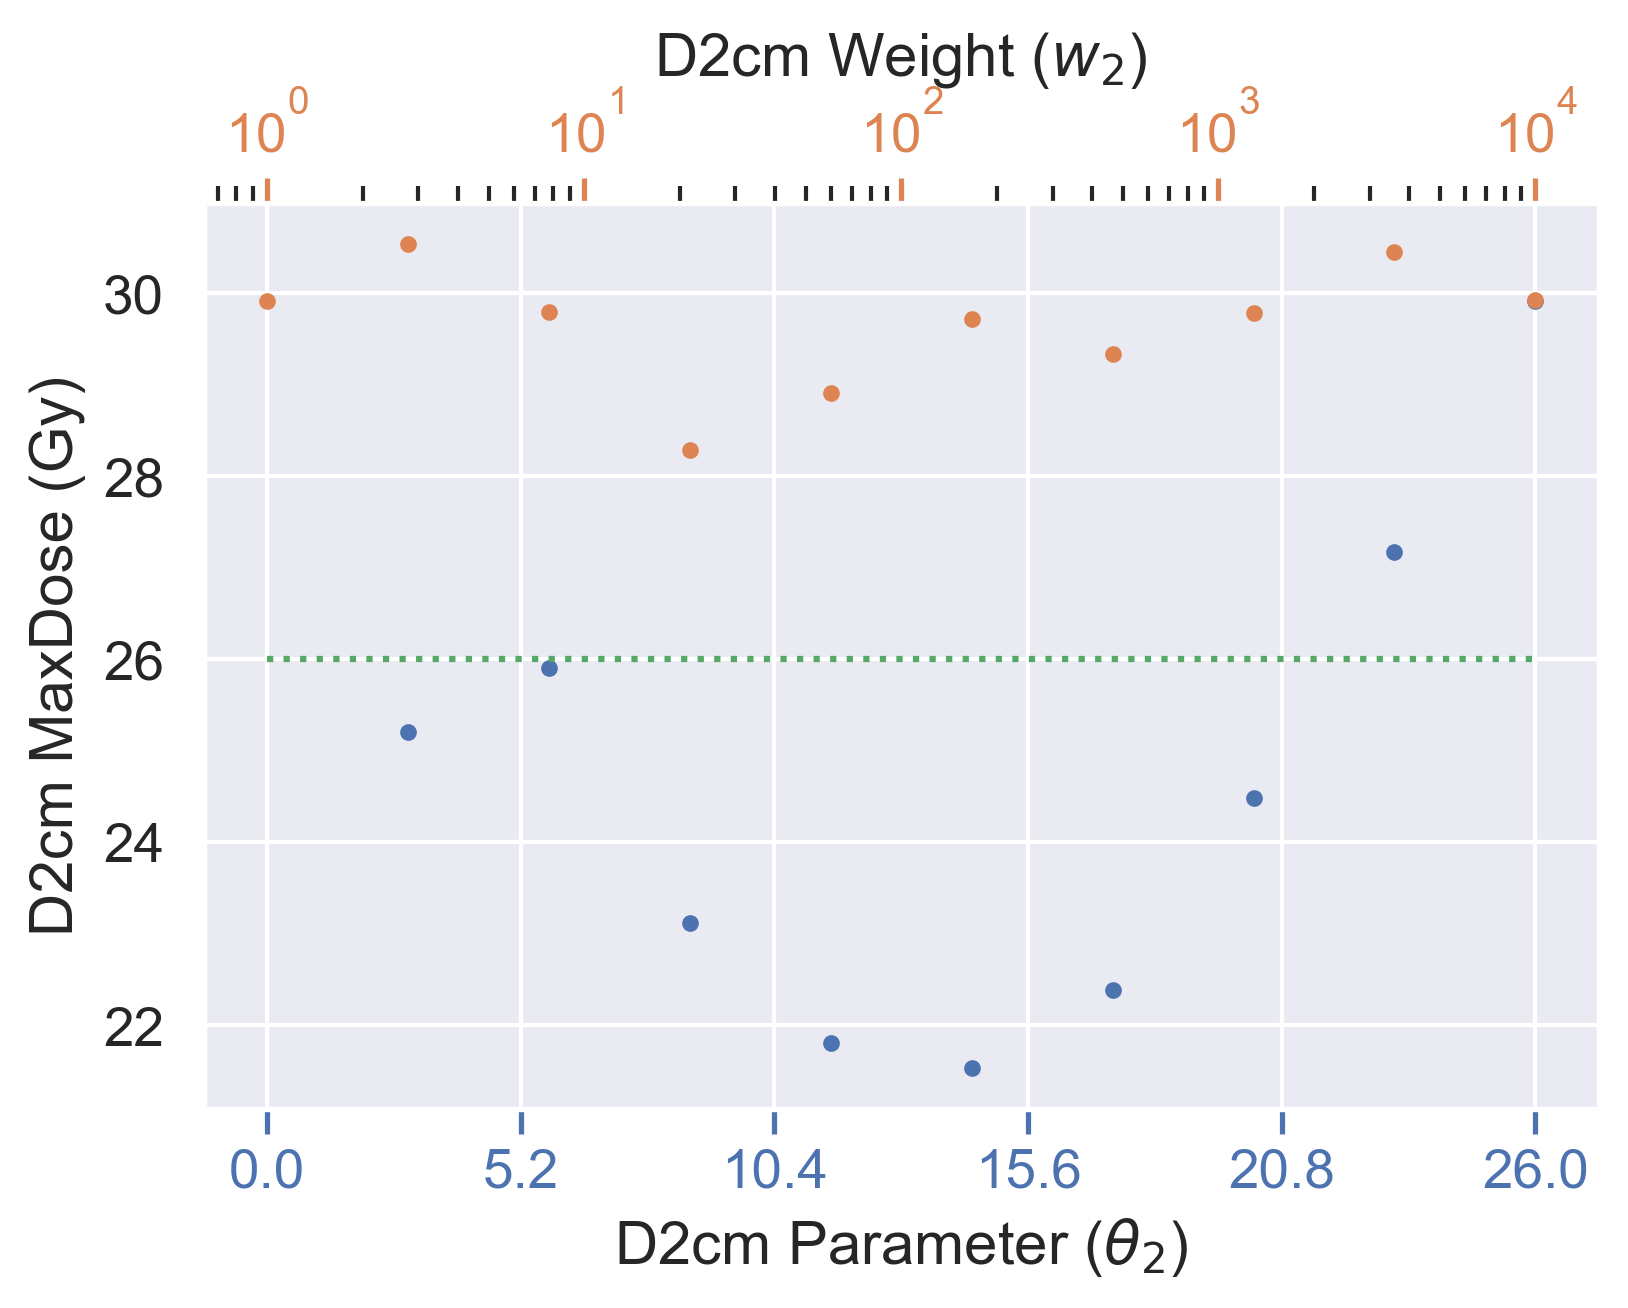 D2cm Weight (w₂)
10⁰ 10¹ 10² 10³ 10⁴
D2cm MaxDose (Gy)
30
28
26
24
22
0.0 5.2 10.4 15.6 20.8 26.0
D2cm Parameter (θ₂)